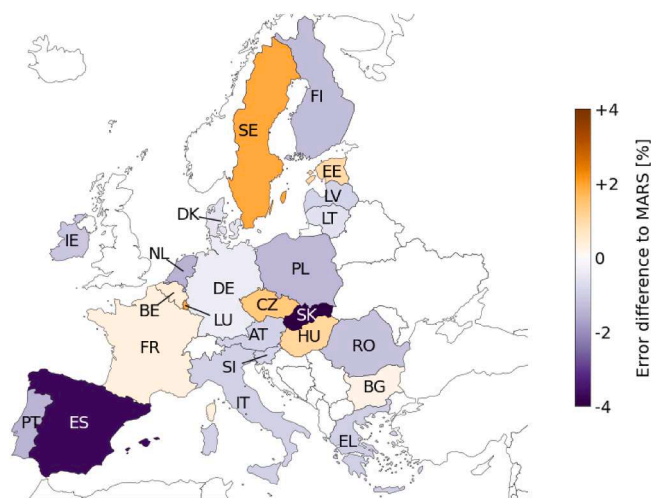 FI
SE
EE
LV
DK
LT
IE
NL
PL
DE
BE
CZ
SK
LU
AT
HU
FR
RO
SI
BG
IT
PT
ES
EL
+4
+2
0
-2
-4
Error difference to MARS [%]